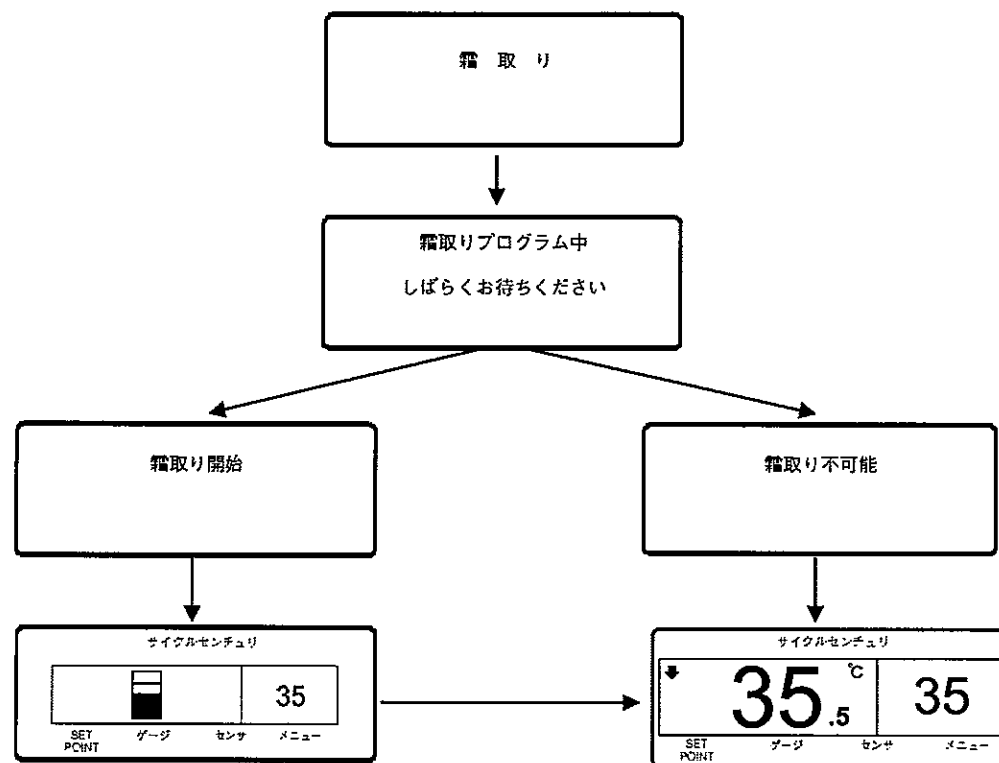 霜 取 り
霜取りプログラム中
しばらくお待ちください
霜取り開始
霜取り不可能
サイクルセンチュリ
35
SET POINT ゲージ センサ メニュー
サイクルセンチュリ
35.5 °C 35
SET POINT ゲージ センサ メニュー